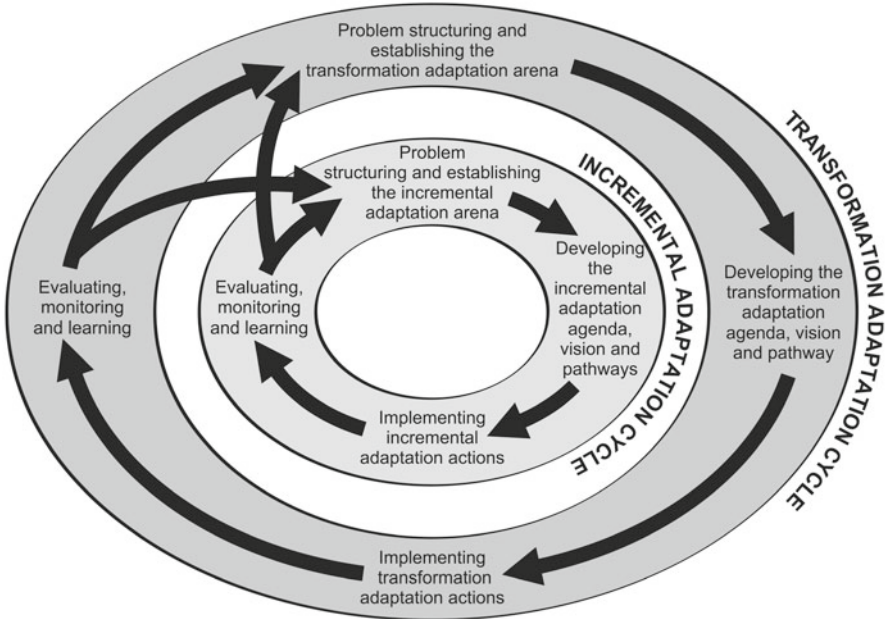 Problem structuring and
establishing the
transformation adaptation arena
TRANSFORMATION ADAPTATION CYCLE
INCREMENTAL ADAPTATION CYCLE
Problem
structuring and establishing
the incremental
adaptation arena
Developing
the
incremental
adaptation
agenda,
vision and
pathways
Developing the
transformation
adaptation
agenda, vision
and pathway
Evaluating,
monitoring
and learning
Evaluating,
monitoring
and learning
Implementing
incremental
adaptation actions
Implementing
transformation
adaptation actions